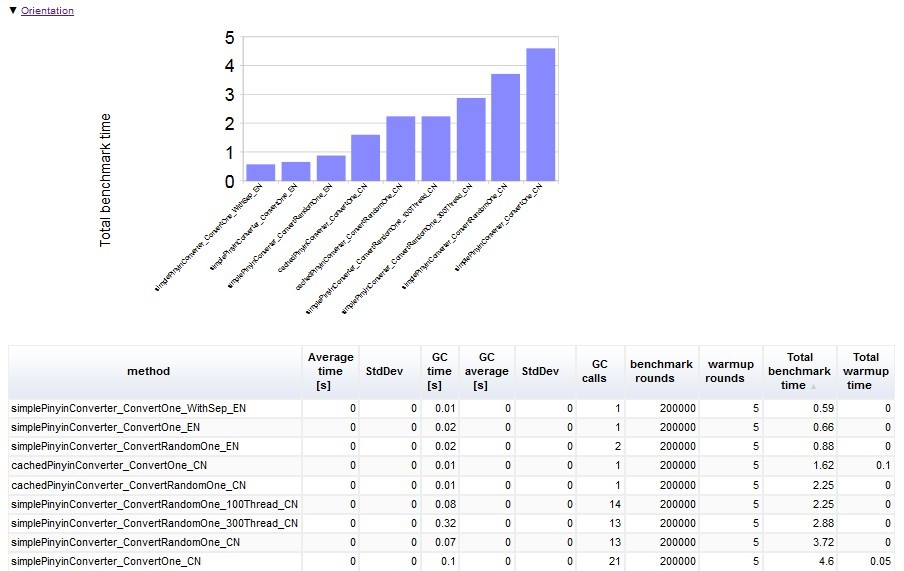 ▼ Orientation
5
4
3
2
1
0
Total benchmark time
simplePinyinConverter_ConvertOne_WithSep_EN
simplePinyinConverter_ConvertOne_EN
simplePinyinConverter_ConvertRandomOne_EN
cachedPinyinConverter_ConvertOne_CN
cachedPinyinConverter_ConvertRandomOne_CN
simplePinyinConverter_ConvertRandomOne_100Thread_CN
simplePinyinConverter_ConvertRandomOne_300Thread_CN
simplePinyinConverter_ConvertRandomOne_CN
simplePinyinConverter_ConvertOne_CN
method Average time [s] StdDev GC time [s] GC average [s] StdDev GC calls benchmark rounds warmup rounds Total benchmark time ▲ Total warmup time
simplePinyinConverter_ConvertOne_WithSep_EN 0 0 0.01 0 0 1 200000 5 0.59 0
simplePinyinConverter_ConvertOne_EN 0 0 0.02 0 0 1 200000 5 0.66 0
simplePinyinConverter_ConvertRandomOne_EN 0 0 0.02 0 0 2 200000 5 0.88 0
cachedPinyinConverter_ConvertOne_CN 0 0 0.01 0 0 1 200000 5 1.62 0.1
cachedPinyinConverter_ConvertRandomOne_CN 0 0 0.01 0 0 1 200000 5 2.25 0
simplePinyinConverter_ConvertRandomOne_100Thread_CN 0 0 0.08 0 0 14 200000 5 2.25 0
simplePinyinConverter_ConvertRandomOne_300Thread_CN 0 0 0.32 0 0 13 200000 5 2.88 0
simplePinyinConverter_ConvertRandomOne_CN 0 0 0.07 0 0 13 200000 5 3.72 0
simplePinyinConverter_ConvertOne_CN 0 0 0.1 0 0 21 200000 5 4.6 0.05